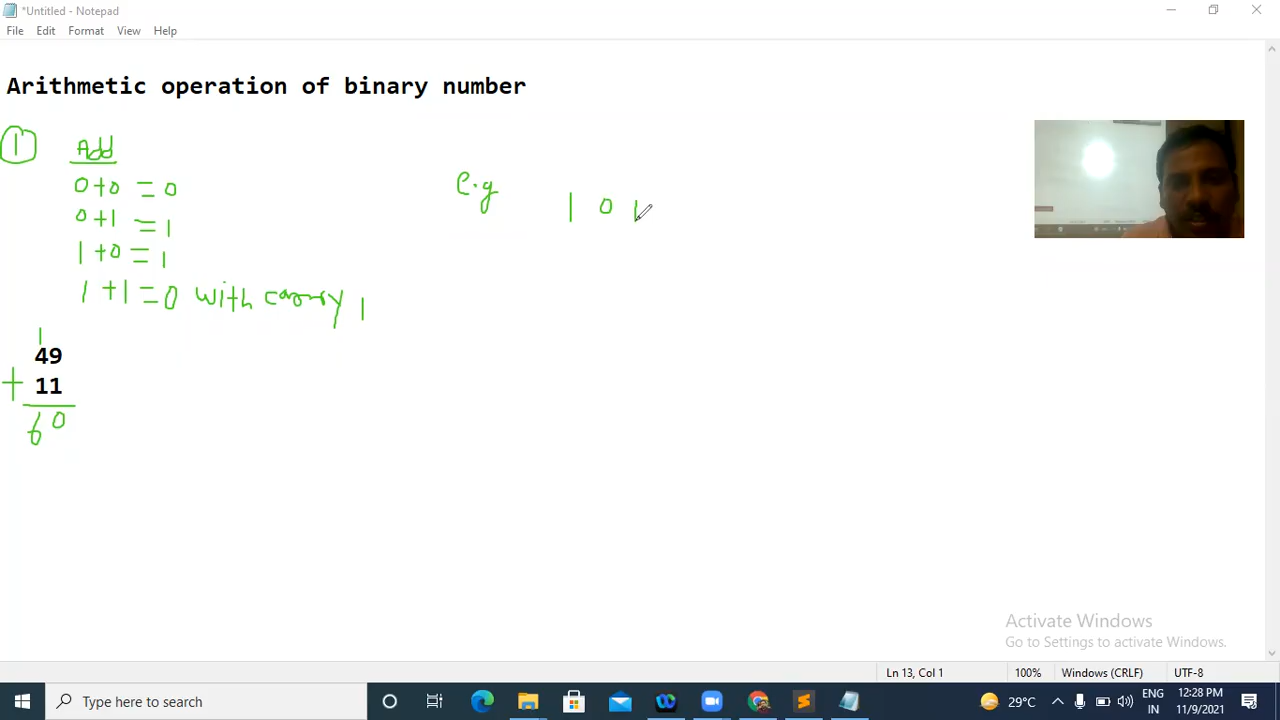 *Untitled - Notepad
File Edit Format View Help
Arithmetic operation of binary number
1 Add
0+0 = 0
0+1 = 1
1+0 = 1
1+1 = 0 with carry 1
e.g
1 0 1
1
49
+ 11
60
Activate Windows
Go to Settings to activate Windows.
Ln 13, Col 1 100% Windows (CRLF) UTF-8
Type here to search
29°C
ENG
IN
12:28 PM
11/9/2021